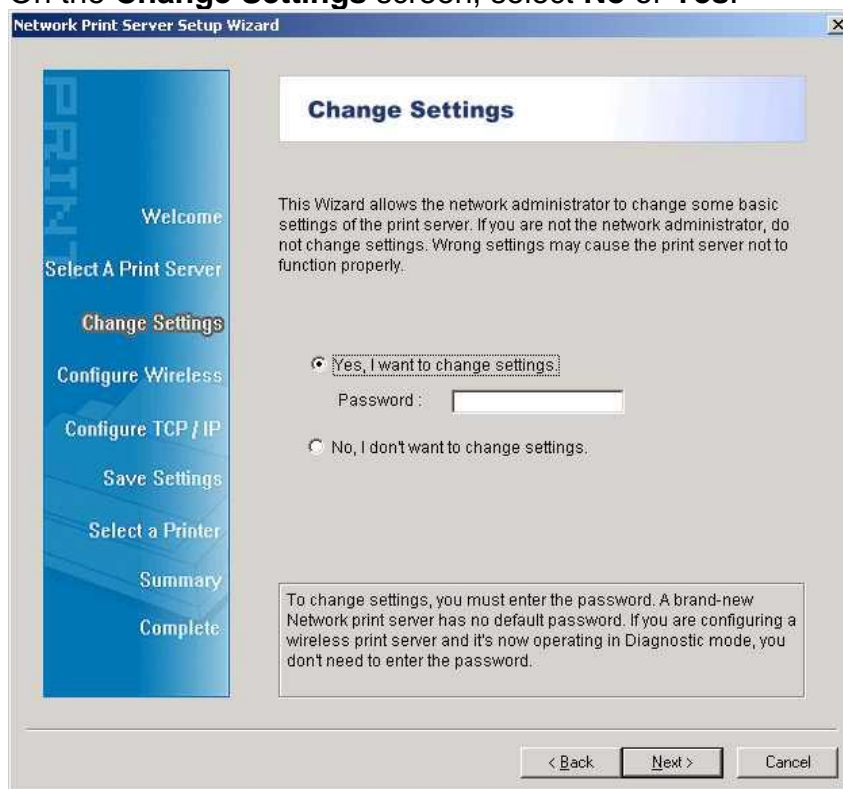 On the Change Settings screen, select No or Yes.
Network Print Server Setup Wizard
PRINT
Change Settings
Welcome
Select A Print Server
Change Settings
Configure Wireless
Configure TCP / IP
Save Settings
Select a Printer
Summary
Complete
This Wizard allows the network administrator to change some basic
settings of the print server. If you are not the network administrator, do
not change settings. Wrong settings may cause the print server not to
function properly.
Yes, I want to change settings.
Password :
No, I don't want to change settings.
To change settings, you must enter the password. A brand-new
Network print server has no default password. If you are configuring a
wireless print server and it's now operating in Diagnostic mode, you
don't need to enter the password.
< Back
Next >
Cancel